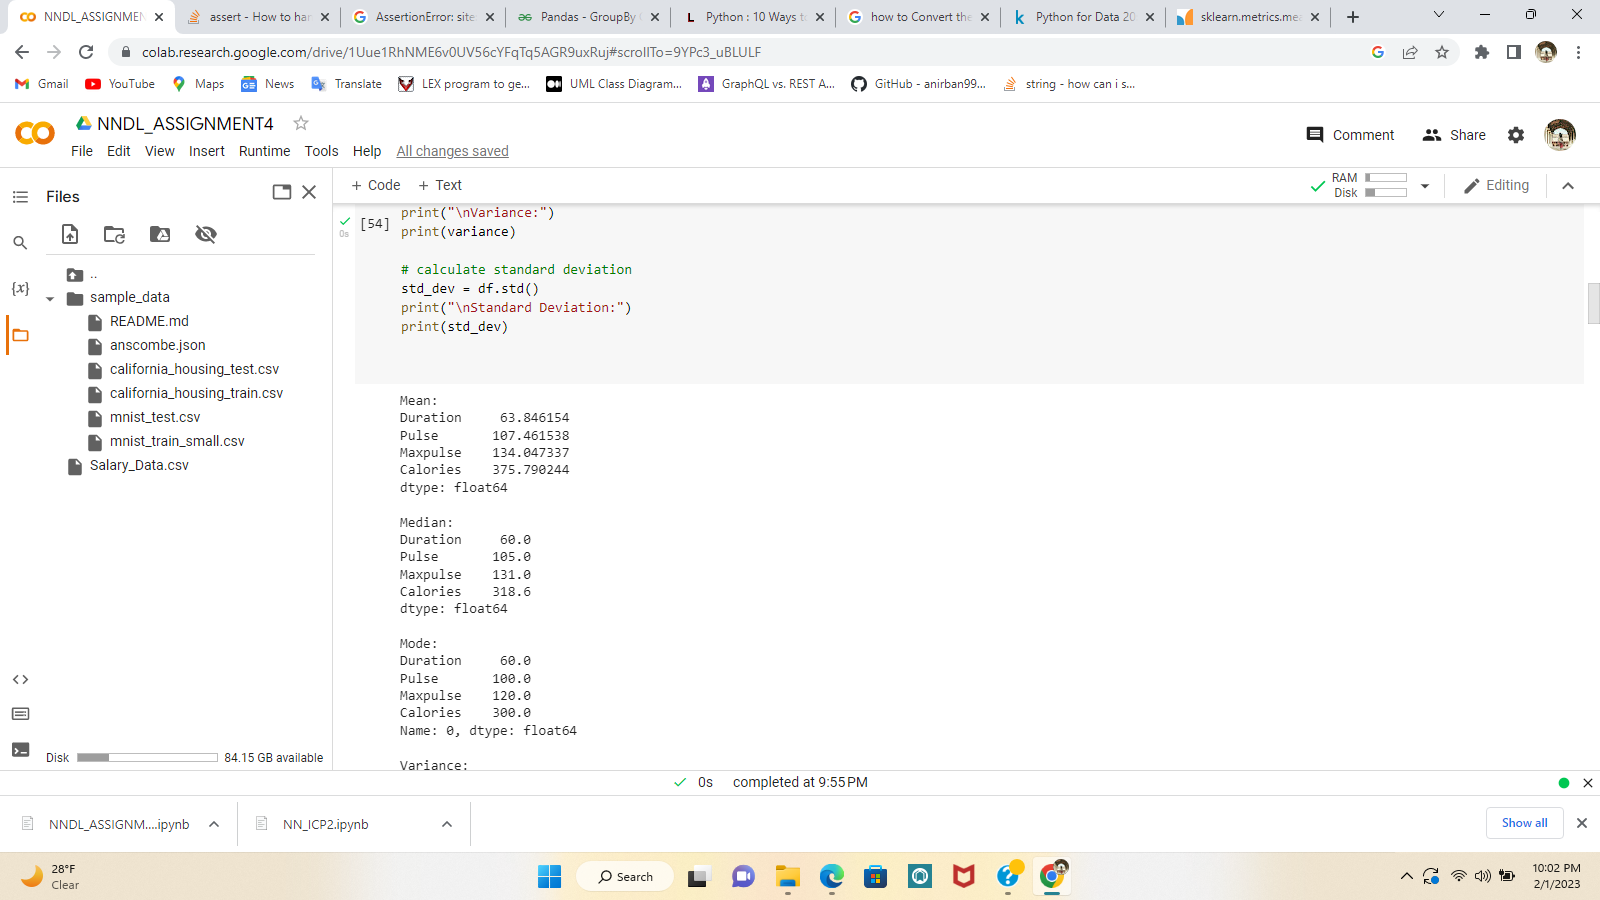 NNDL_ASSIGNMEN
assert - How to han
AssertionError: site
Pandas - GroupBy
Python : 10 Ways to
how to Convert the
Python for Data 20
sklearn.metrics.mea
colab.research.google.com/drive/1Uue1RhNME6v0UV56cYFqTq5AGR9uxRuj#scrollTo=9YPc3_uBLULF
Gmail
YouTube
Maps
News
Translate
LEX program to ge...
UML Class Diagram...
GraphQL vs. REST A...
GitHub - anirban99...
string - how can i s...
NNDL_ASSIGNMENT4
File Edit View Insert Runtime Tools Help All changes saved
Comment
Share
Files
+ Code + Text
RAM
Disk
Editing
..
sample_data
README.md
anscombe.json
california_housing_test.csv
california_housing_train.csv
mnist_test.csv
mnist_train_small.csv
Salary_Data.csv
{x}
Disk
84.15 GB available
[54]
0s
print("\nVariance:")
print(variance)
# calculate standard deviation
std_dev = df.std()
print("\nStandard Deviation:")
print(std_dev)
Mean:
Duration 63.846154
Pulse 107.461538
Maxpulse 134.047337
Calories 375.790244
dtype: float64
Median:
Duration 60.0
Pulse 105.0
Maxpulse 131.0
Calories 318.6
dtype: float64
Mode:
Duration 60.0
Pulse 100.0
Maxpulse 120.0
Calories 300.0
Name: 0, dtype: float64
Variance:
0s completed at 9:55 PM
NNDL_ASSIGNM....ipynb
NN_ICP2.ipynb
Show all
28°F
Clear
Search
10:02 PM
2/1/2023